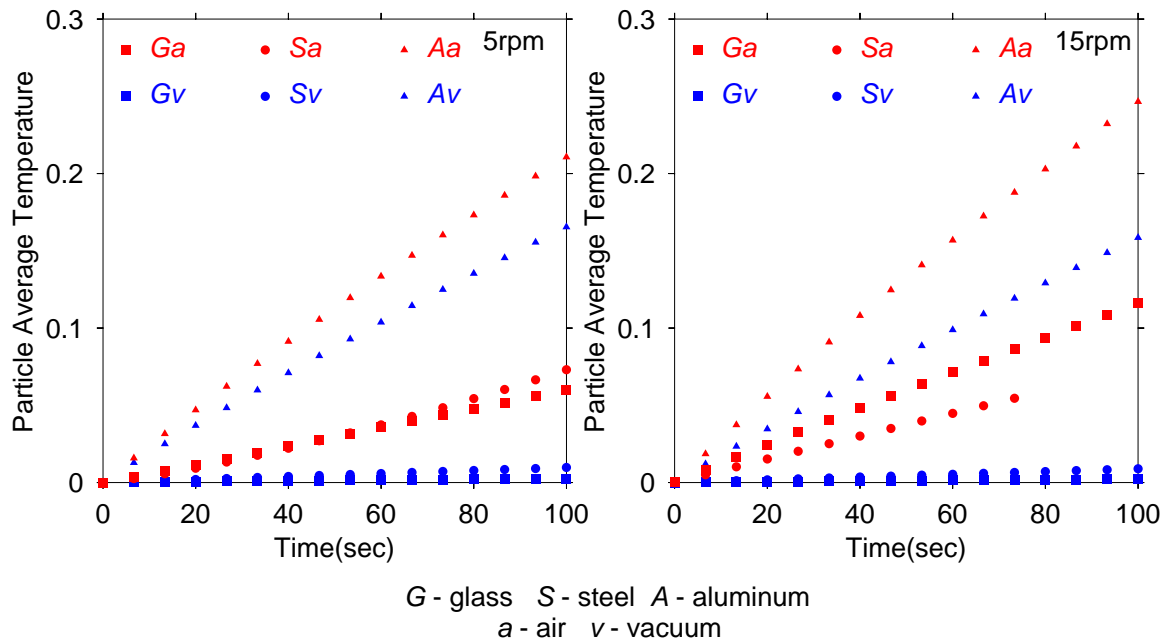 Particle Average Temperature
0.3
0.2
0.1
0
Ga Sa Aa 5rpm
Gv Sv Av
0 20 40 60 80 100
Time(sec)
Particle Average Temperature
0.3
0.2
0.1
0
Ga Sa Aa 15rpm
Gv Sv Av
0 20 40 60 80 100
Time(sec)
G - glass S - steel A - aluminum
a - air v - vacuum